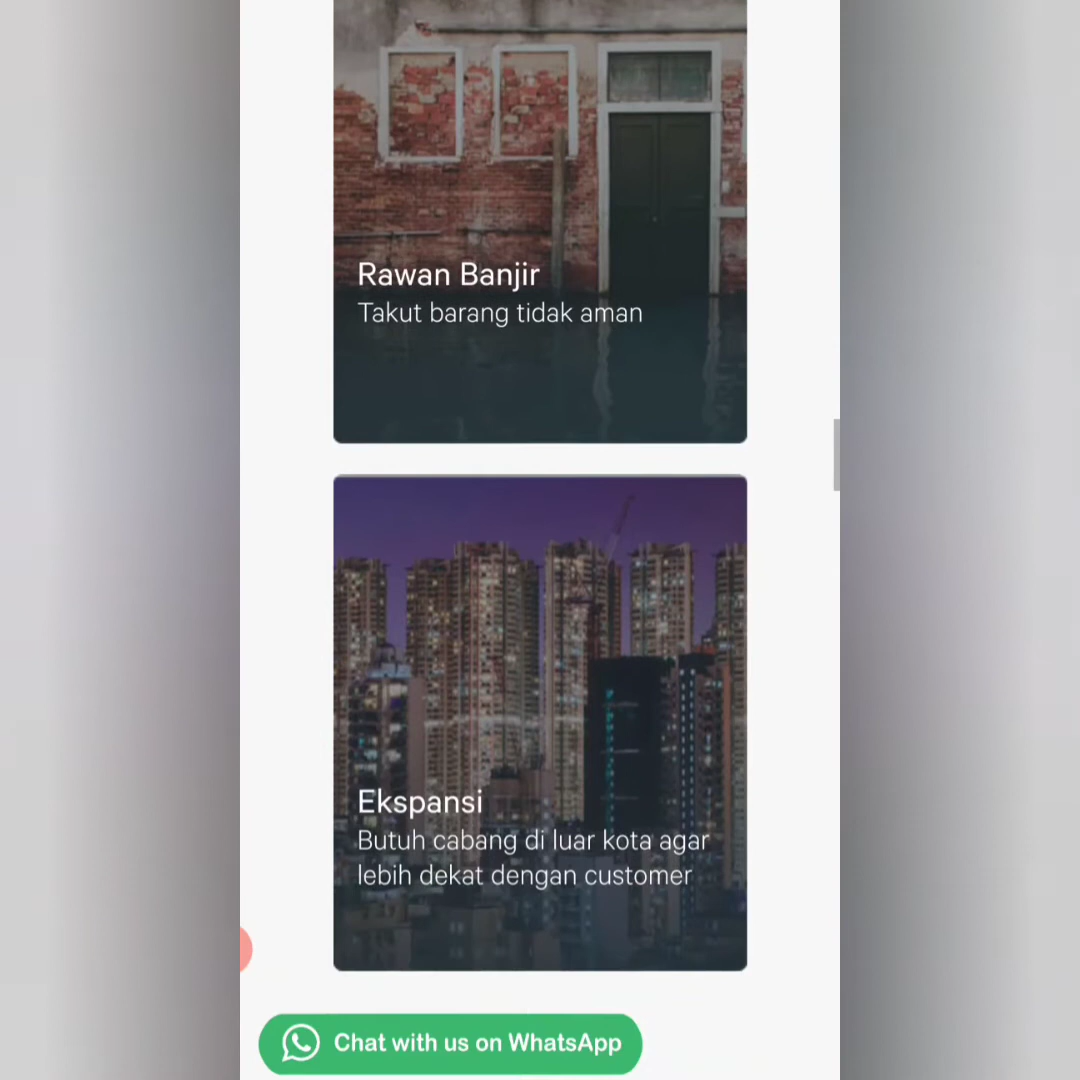 Rawan Banjir
Takut barang tidak aman
Ekspansi
Butuh cabang di luar kota agar
lebih dekat dengan customer
Chat with us on WhatsApp